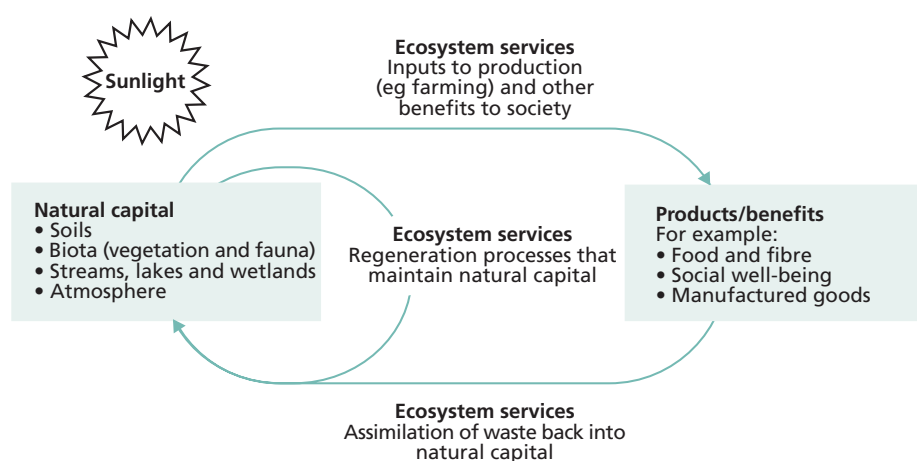 Ecosystem services
Inputs to production
(eg farming) and other
benefits to society
Sunlight
Natural capital
• Soils
• Biota (vegetation and fauna)
• Streams, lakes and wetlands
• Atmosphere
Ecosystem services
Regeneration processes that
maintain natural capital
Products/benefits
For example:
• Food and fibre
• Social well-being
• Manufactured goods
Ecosystem services
Assimilation of waste back into
natural capital